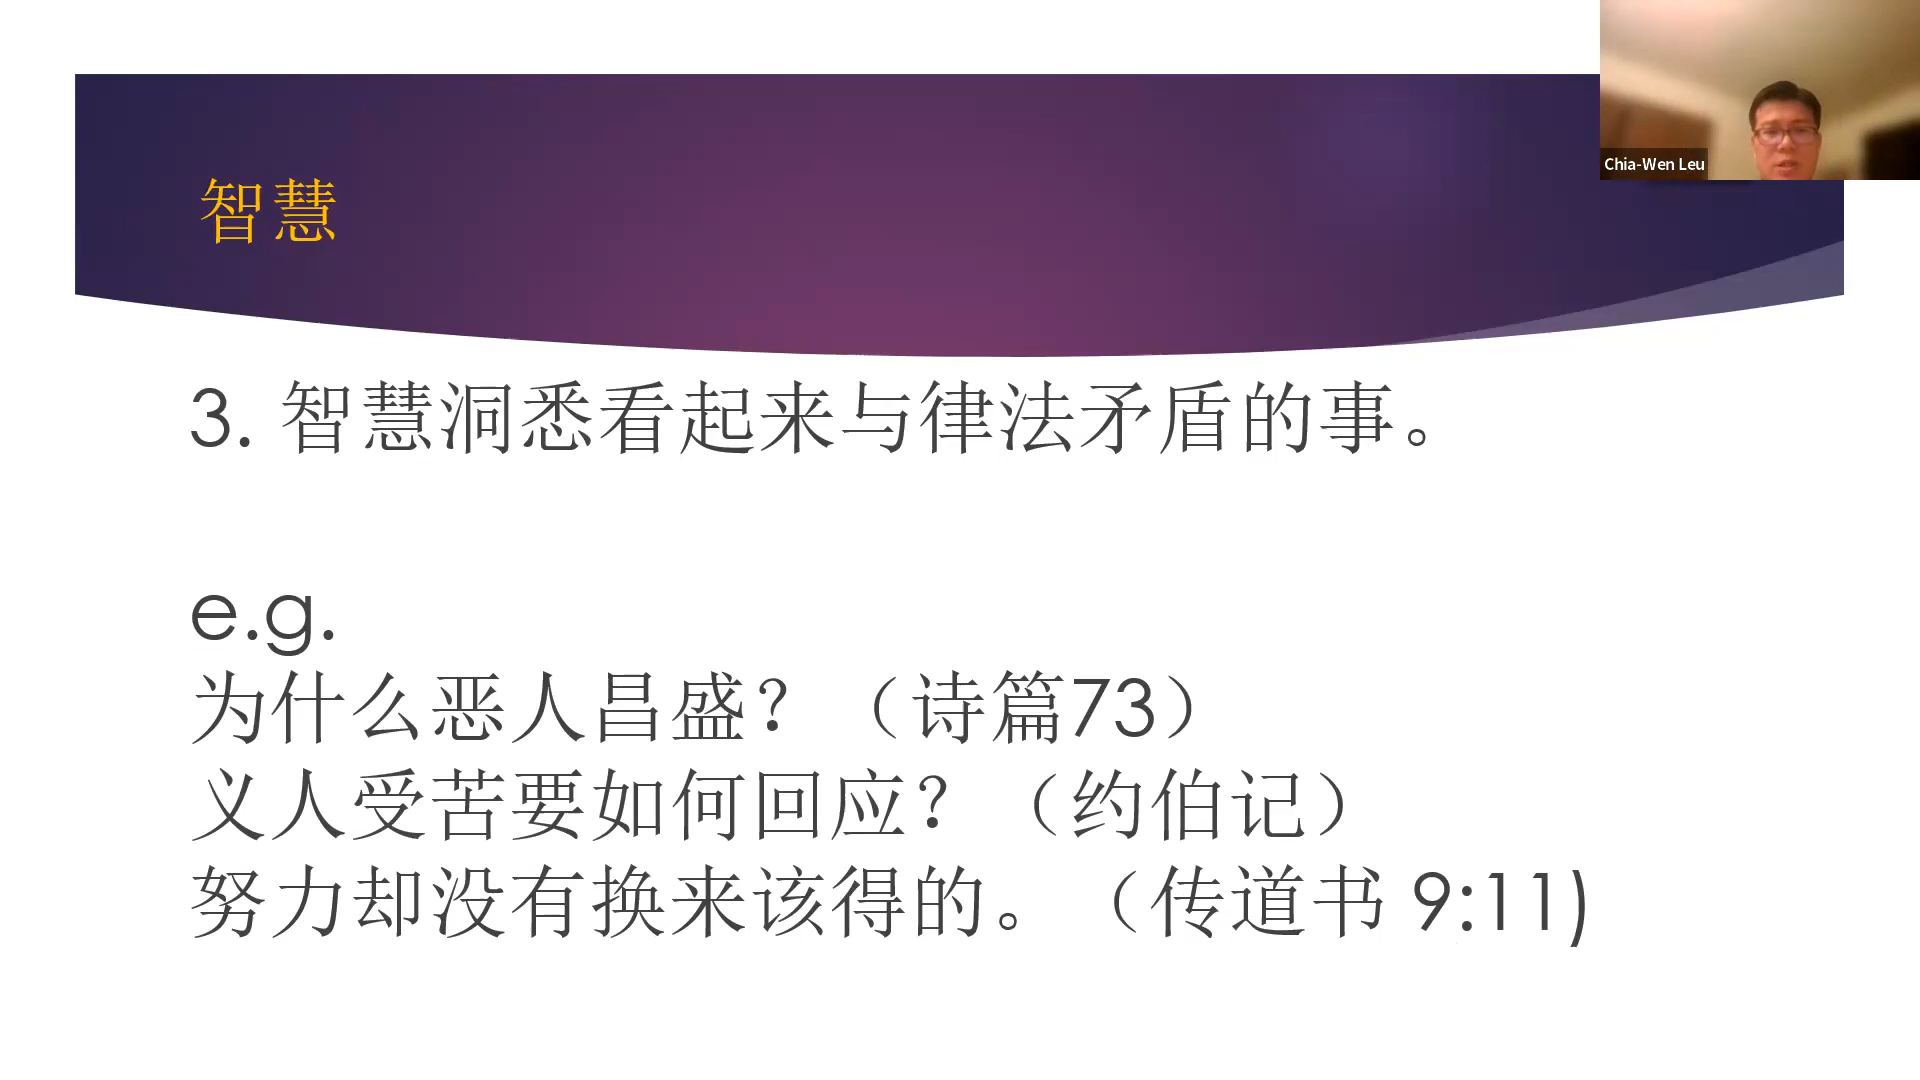 Chia-Wen Leu
智慧
3. 智慧洞悉看起来与律法矛盾的事。
e.g.
为什么恶人昌盛？（诗篇73）
义人受苦要如何回应？（约伯记）
努力却没有换来该得的。（传道书 9:11)